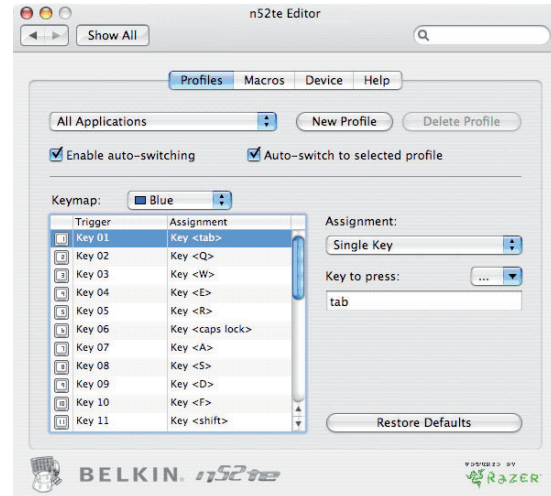 n52te Editor
Show All
Profiles Macros Device Help
All Applications New Profile Delete Profile
Enable auto-switching Auto-switch to selected profile
Keymap: Blue
Trigger Assignment
Key 01 Key <tab>
Key 02 Key <Q>
Key 03 Key <W>
Key 04 Key <E>
Key 05 Key <R>
Key 06 Key <caps lock>
Key 07 Key <A>
Key 08 Key <S>
Key 09 Key <D>
Key 10 Key <F>
Key 11 Key <shift>
Assignment:
Single Key
Key to press: ...
tab
Restore Defaults
BELKIN. n52te
POWERED BY
RAZER